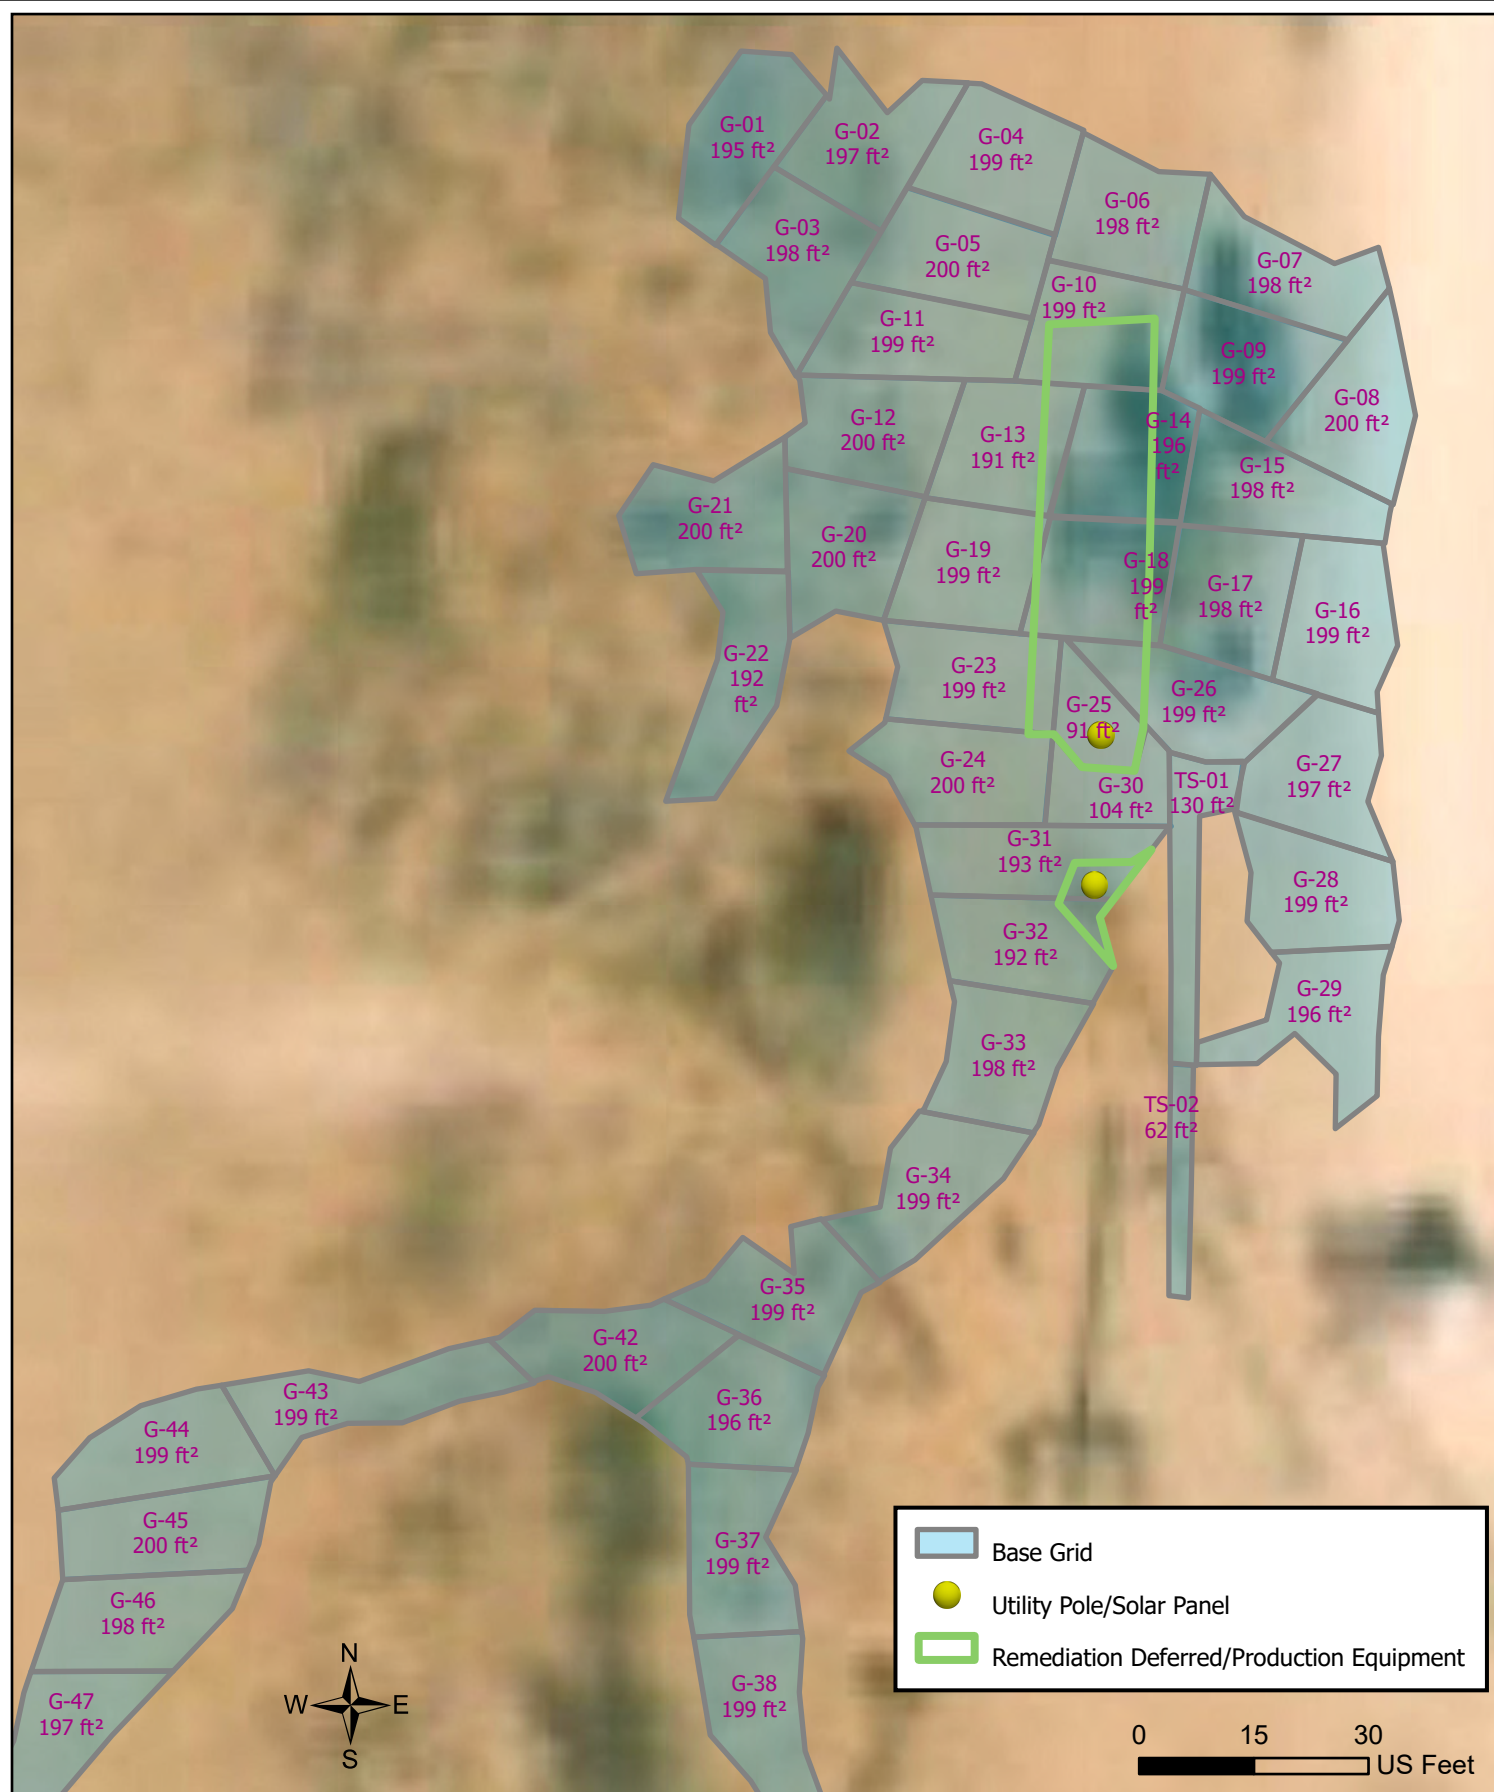 G-01
195 ft²
G-02
197 ft²
G-04
199 ft²
G-03
198 ft²
G-05
200 ft²
G-06
198 ft²
G-07
198 ft²
G-10
199 ft²
G-11
199 ft²
G-09
199 ft²
G-08
200 ft²
G-12
200 ft²
G-13
191 ft²
G-14
196
ft²
G-15
198 ft²
G-21
200 ft²
G-20
200 ft²
G-19
199 ft²
G-18
199
ft²
G-17
198 ft²
G-16
199 ft²
G-22
192
ft²
G-23
199 ft²
G-25
91 ft²
G-26
199 ft²
G-24
200 ft²
G-30
104 ft²
TS-01
130 ft²
G-27
197 ft²
G-31
193 ft²
G-28
199 ft²
G-32
192 ft²
G-29
196 ft²
G-33
198 ft²
TS-02
62 ft²
G-34
199 ft²
G-35
199 ft²
G-42
200 ft²
G-43
199 ft²
G-36
196 ft²
G-44
199 ft²
G-45
200 ft²
G-37
199 ft²
G-46
198 ft²
G-38
199 ft²
G-47
197 ft²
N
W
E
S
Base Grid
Utility Pole/Solar Panel
Remediation Deferred/Production Equipment
0 15 30
US Feet